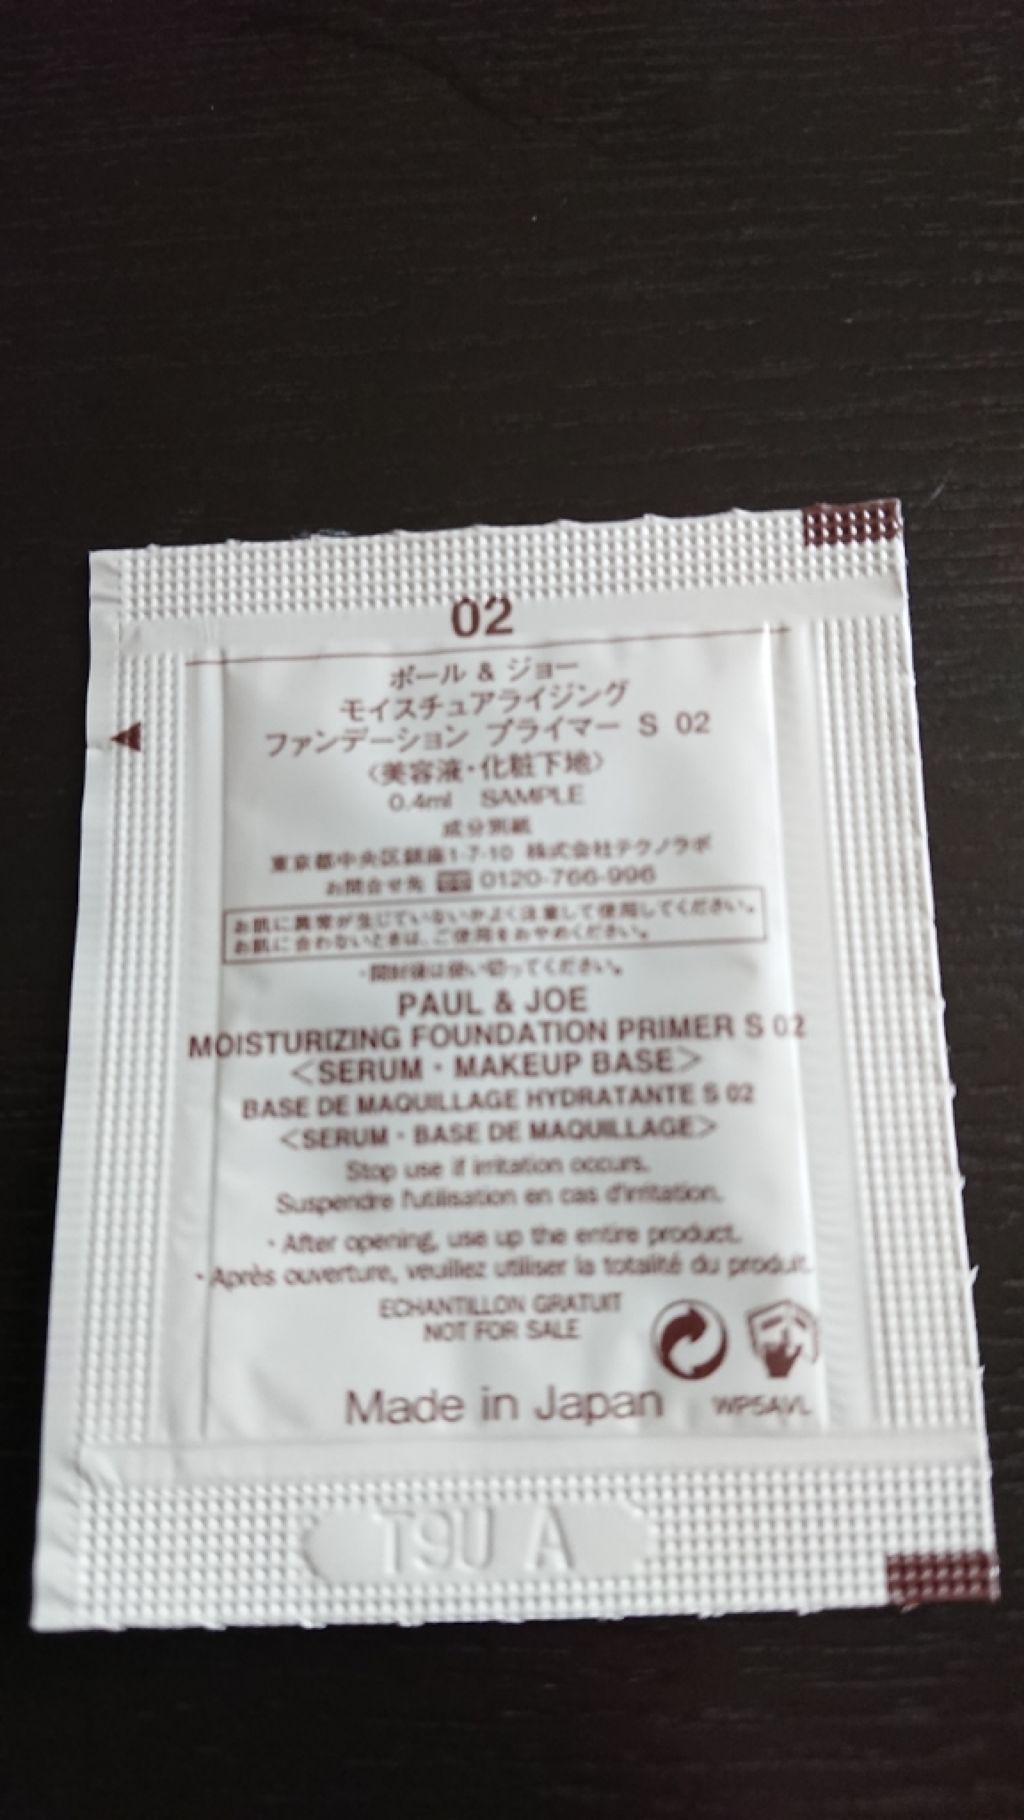 02
ポール & ジョー
モイスチュアライジング
ファンデーション プライマー S 02
〈美容液・化粧下地〉
0.4ml SAMPLE
成分別紙
東京都中央区銀座1-7-10 株式会社テクノラボ
お問合せ先 0120-766-996
お肌に異常が生じていないかよく注意して使用してください。
お肌に合わないときは、ご使用をおやめください。
・開封後は使い切ってください。
PAUL & JOE
MOISTURIZING FOUNDATION PRIMER S 02
<SERUM・MAKEUP BASE>
BASE DE MAQUILLAGE HYDRATANTE S 02
<SERUM・BASE DE MAQUILLAGE>
Stop use if irritation occurs.
Suspendre l'utilisation en cas d'irritation.
・After opening, use up the entire product.
・Après ouverture, veuillez utiliser la totalité du produit.
ECHANTILLON GRATUIT
NOT FOR SALE
Made in Japan WP5AVL
T9U A